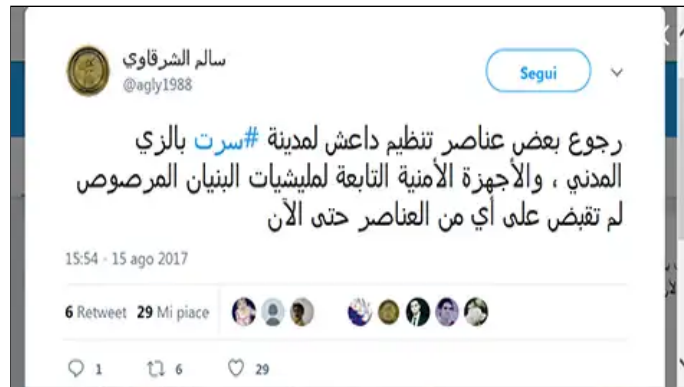 سالم الشرقاوي
@agly1988
Segui
رجوع بعض عناصر تنظيم داعش لمدينة #سرت بالزي
المدني ، والأجهزة الأمنية التابعة لمليشيات البنيان المرصوص
لم تقبض على أي من العناصر حتى الآن
15:54 - 15 ago 2017
6 Retweet 29 Mi piace
1 6 29